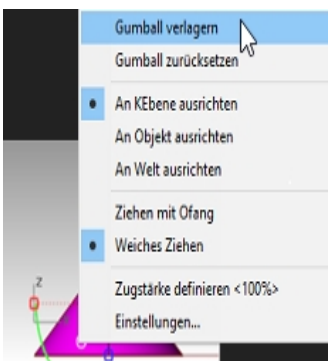 Gumball verlagern
Gumball zurücksetzen
An KEbene ausrichten
An Objekt ausrichten
An Welt ausrichten
Ziehen mit Ofang
Weiches Ziehen
Zugstärke definieren <100%>
Einstellungen...
z